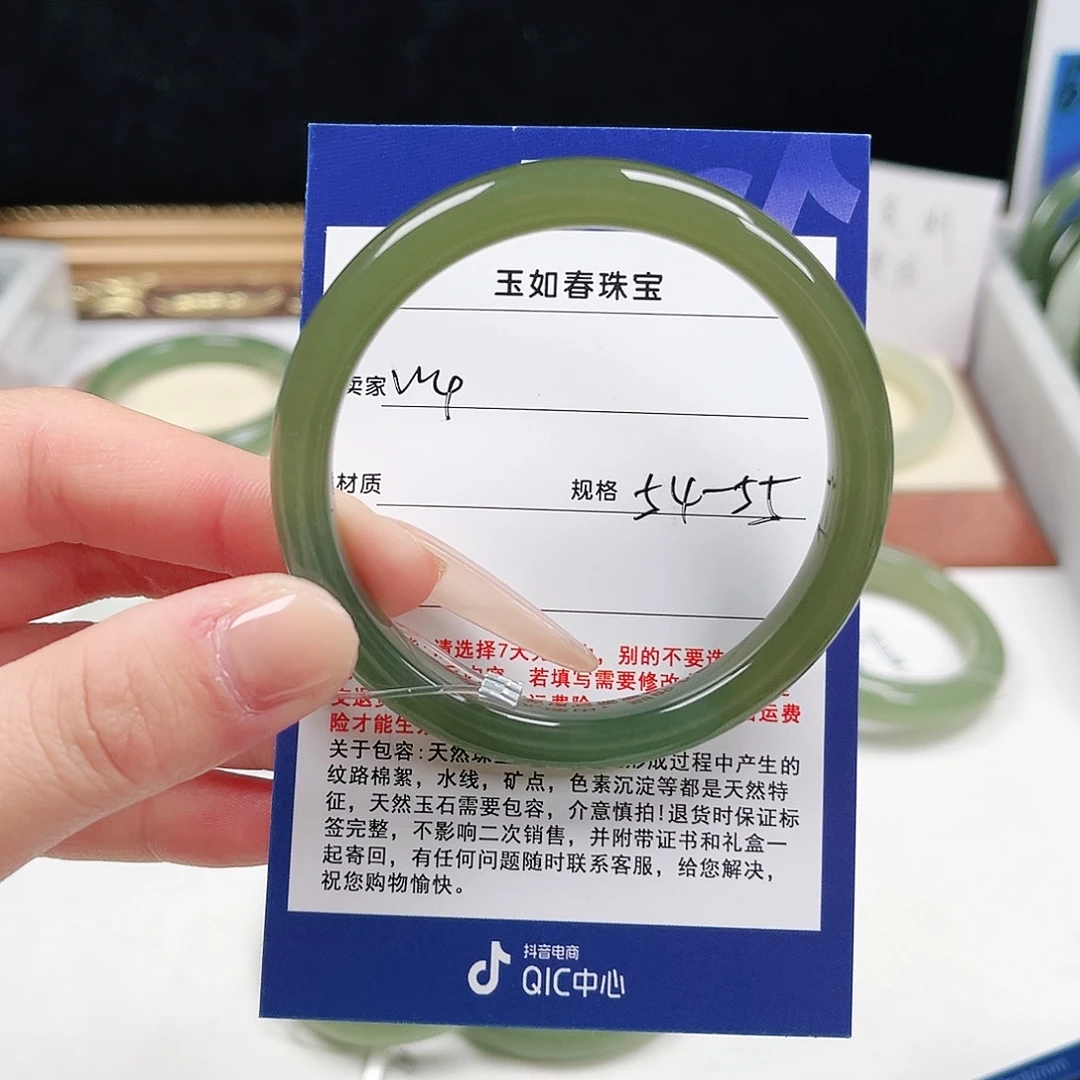 玉如春珠宝
卖家
材质 规格 54-55
请选择7天 别的不要选
若填写需要修改
运费险 运费
险才能生
关于包容：天然珠 形成过程中产生的
纹路棉絮，水线，矿点，色素沉淀等都是天然特
征，天然玉石需要包容，介意慎拍！退货时保证标
签完整，不影响二次销售，并附带证书和礼盒一
起寄回，有任何问题随时联系客服，给您解决，
祝您购物愉快。
抖音电商
QIC中心